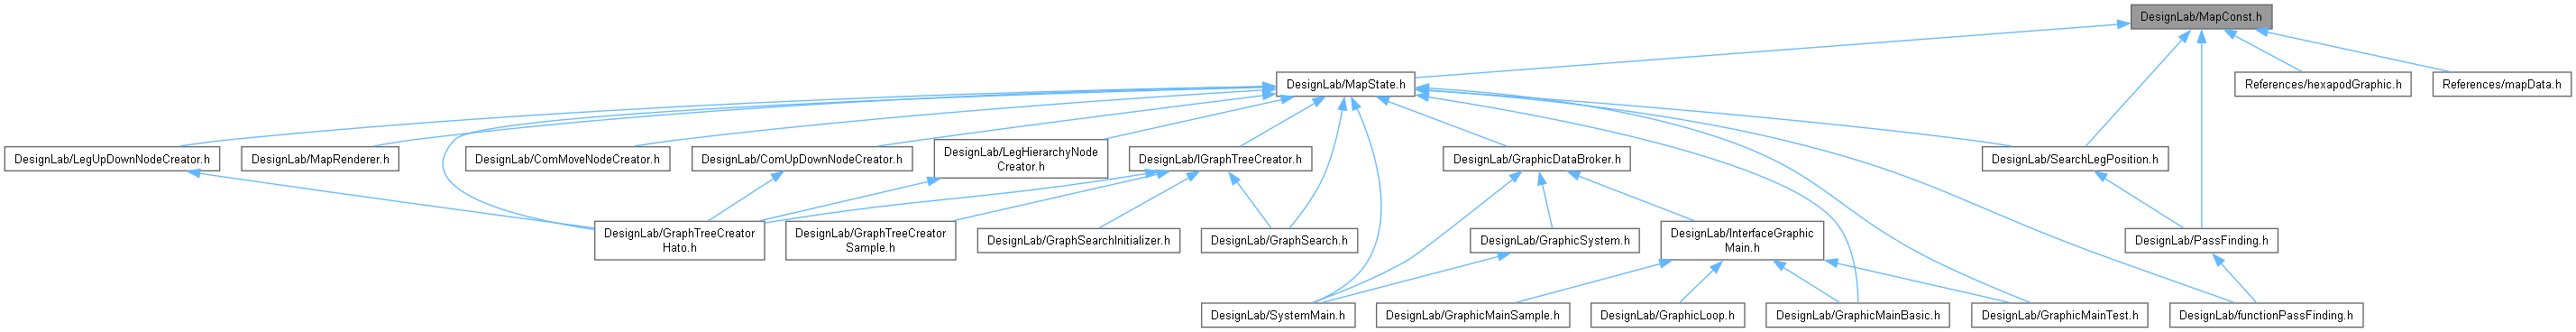 DesignLab/MapConst.h
DesignLab/MapState.h
References/hexapodGraphic.h
References/mapData.h
DesignLab/LegUpDownNodeCreator.h
DesignLab/MapRenderer.h
DesignLab/ComMoveNodeCreator.h
DesignLab/ComUpDownNodeCreator.h
DesignLab/LegHierarchyNode
Creator.h
DesignLab/IGraphTreeCreator.h
DesignLab/GraphicDataBroker.h
DesignLab/SearchLegPosition.h
DesignLab/GraphTreeCreator
Hato.h
DesignLab/GraphTreeCreator
Sample.h
DesignLab/GraphSearchInitializer.h
DesignLab/GraphSearch.h
DesignLab/GraphicSystem.h
DesignLab/InterfaceGraphic
Main.h
DesignLab/PassFinding.h
DesignLab/SystemMain.h
DesignLab/GraphicMainSample.h
DesignLab/GraphicLoop.h
DesignLab/GraphicMainBasic.h
DesignLab/GraphicMainTest.h
DesignLab/functionPassFinding.h